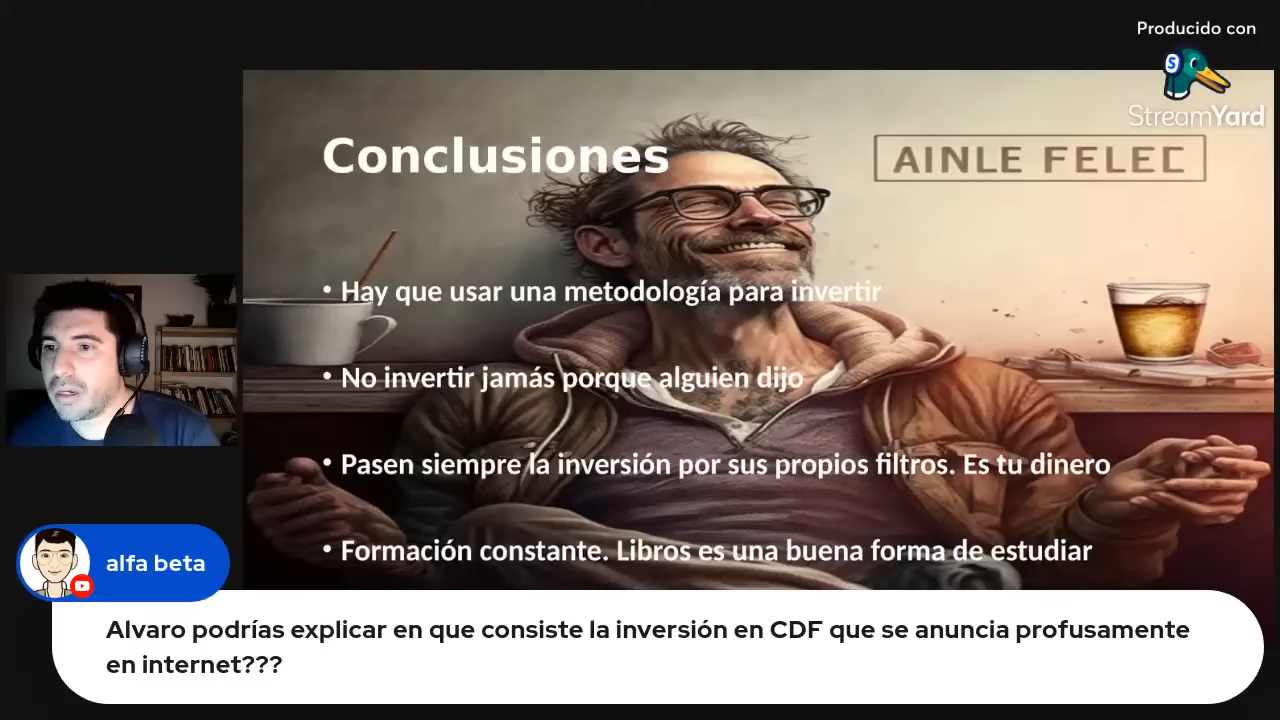 Producido con
StreamYard
Conclusiones
AINLE FELEC
• Hay que usar una metodología para invertir
• No invertir jamás porque alguien dijo
• Pasen siempre la inversión por sus propios filtros. Es tu dinero
• Formación constante. Libros es una buena forma de estudiar
alfa beta
Alvaro podrías explicar en que consiste la inversión en CDF que se anuncia profusamente
en internet???